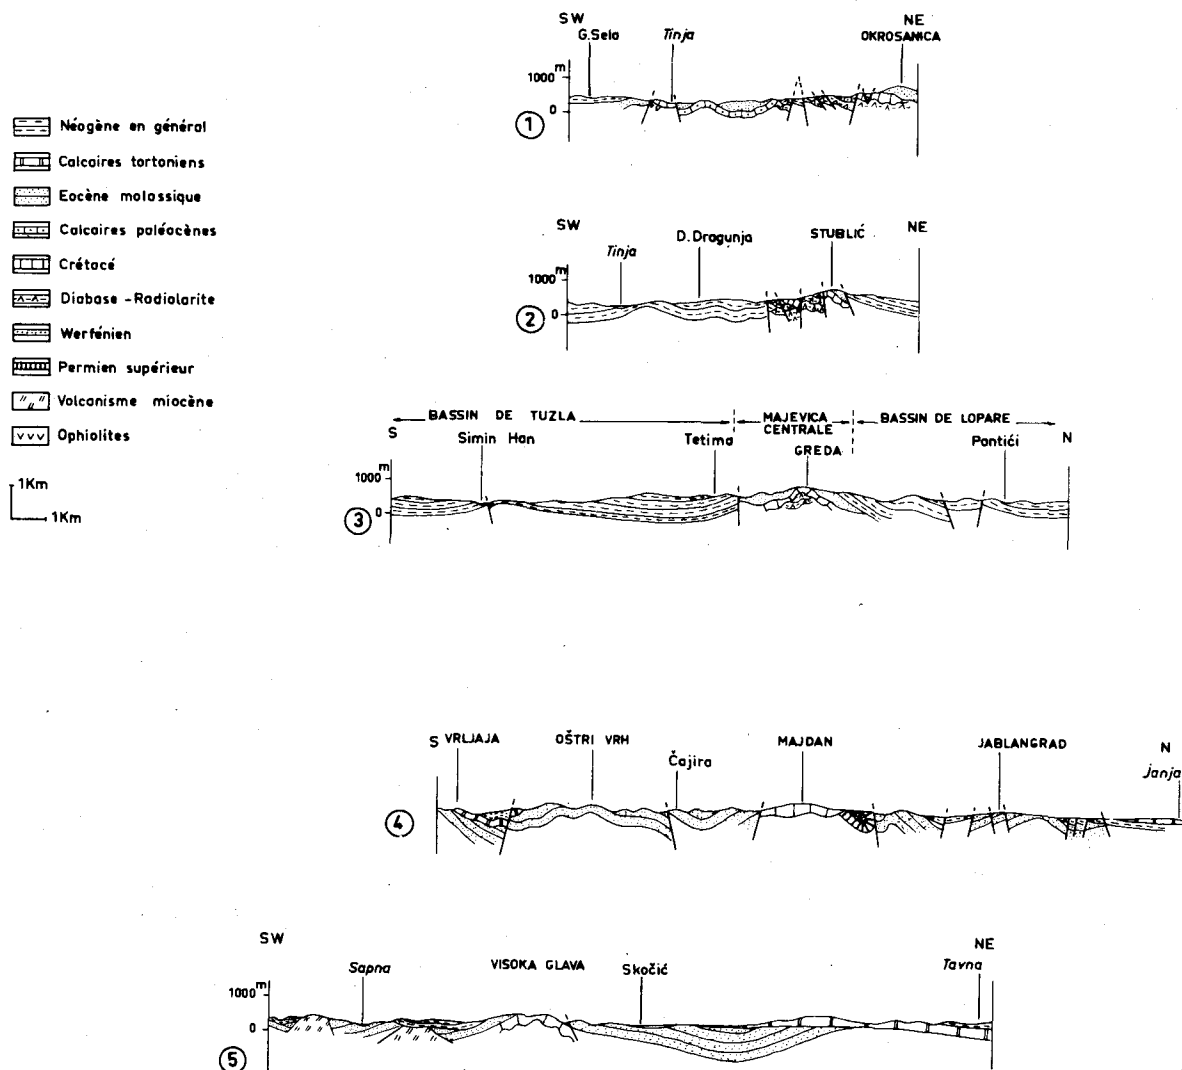 Néogène en général
Calcaires tortoniens
Eocène molassique
Calcaires paléocènes
Crétacé
Diabase - Radiolarite
Werfénien
Permien supérieur
Volcanisme miocène
Ophiolites
1Km
1Km
SW NE
G.Selo Tinja OKROSANICA
1000 m
0
1
SW NE
Tinja D.Dragunja STUBLIĆ
1000 m
0
2
BASSIN DE TUZLA MAJEVICA CENTRALE BASSIN DE LOPARE
S Simin Han Tetima GREDA Pantići N
1000 m
0
3
S VRLJAJA OŠTRI VRH Čajira MAJDAN JABLANGRAD N
Janja
4
SW NE
Sapna VISOKA GLAVA Skočić Tavna
1000 m
0
5